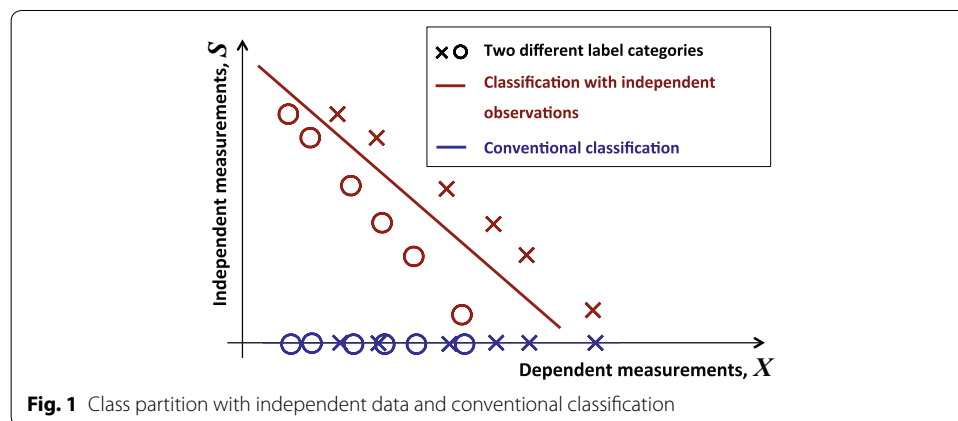 Independent measurements, S
Two different label categories
Classification with independent
observations
Conventional classification
Dependent measurements, X
Fig. 1 Class partition with independent data and conventional classification